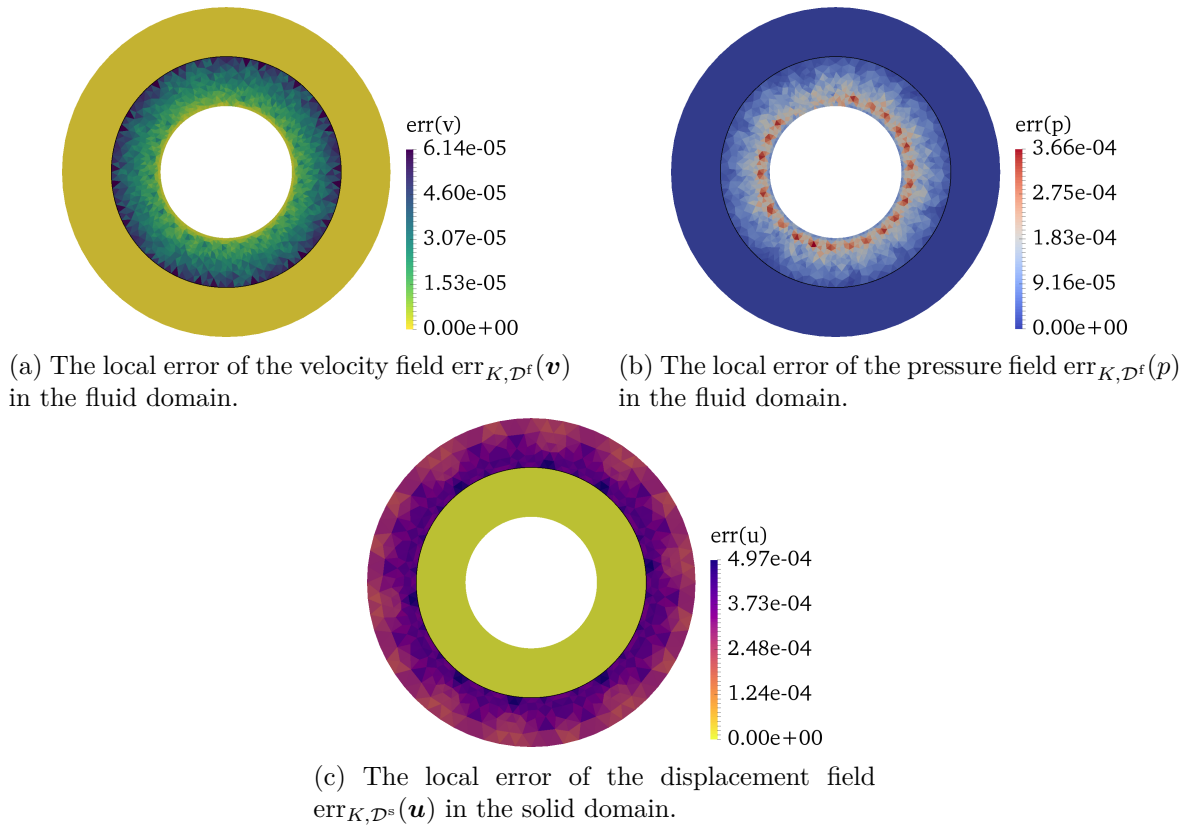 err(v)
6.14e-05
4.60e-05
3.07e-05
1.53e-05
0.00e+00
err(p)
3.66e-04
2.75e-04
1.83e-04
9.16e-05
0.00e+00
(a) The local error of the velocity field err_{K,𝒟^f}(𝒗)
in the fluid domain.
(b) The local error of the pressure field err_{K,𝒟^f}(p)
in the fluid domain.
err(u)
4.97e-04
3.73e-04
2.48e-04
1.24e-04
0.00e+00
(c) The local error of the displacement field
err_{K,𝒟^s}(𝒖) in the solid domain.